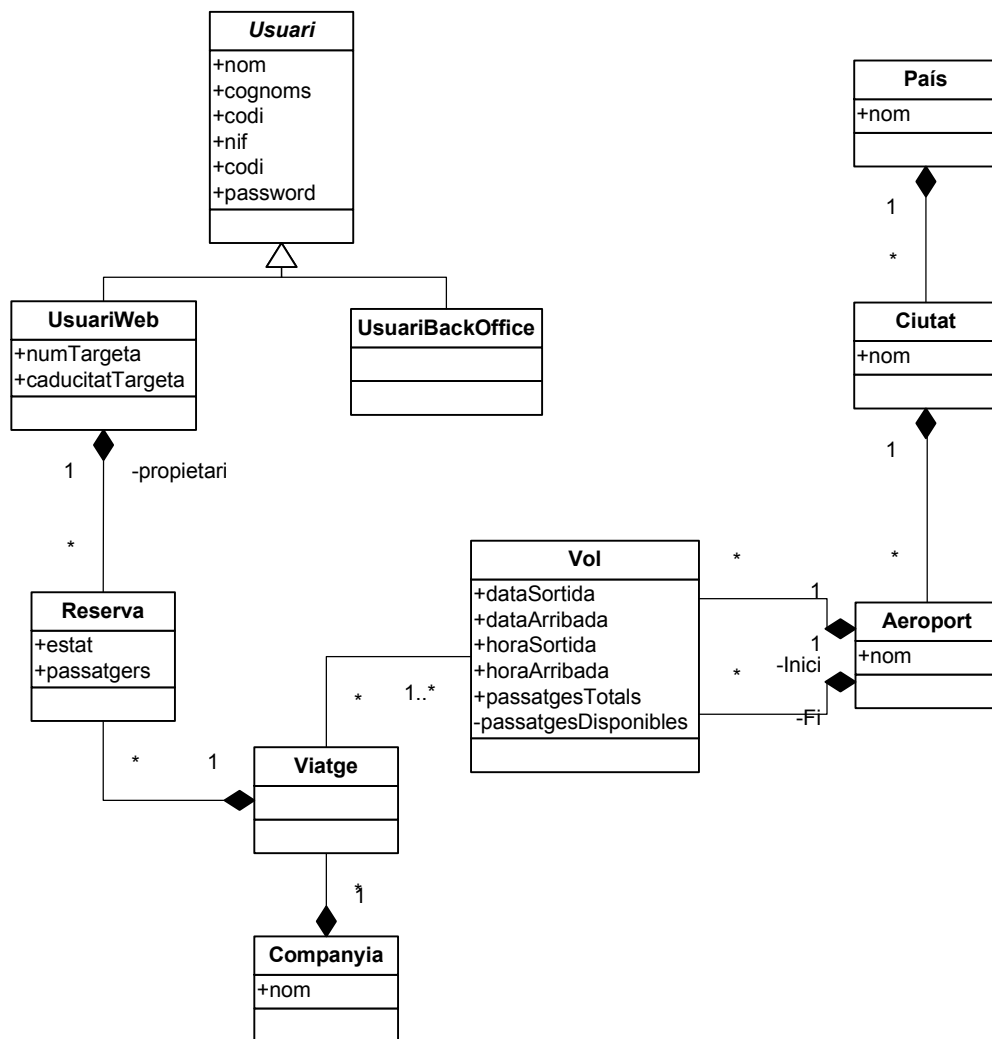 Usuari
+nom
+cognoms
+codi
+nif
+codi
+password
País
+nom
1
*
UsuariWeb
+numTargeta
+caducitatTargeta
UsuariBackOffice
Ciutat
+nom
1
-propietari
*
1
*
Reserva
+estat
+passatgers
Vol
+dataSortida
+dataArribada
+horaSortida
+horaArribada
+passatgesTotals
-passatgesDisponibles
*
1
1
-Inici
*
-Fi
Aeroport
+nom
1..*
*
*
1
Viatge
*
1
Companyia
+nom